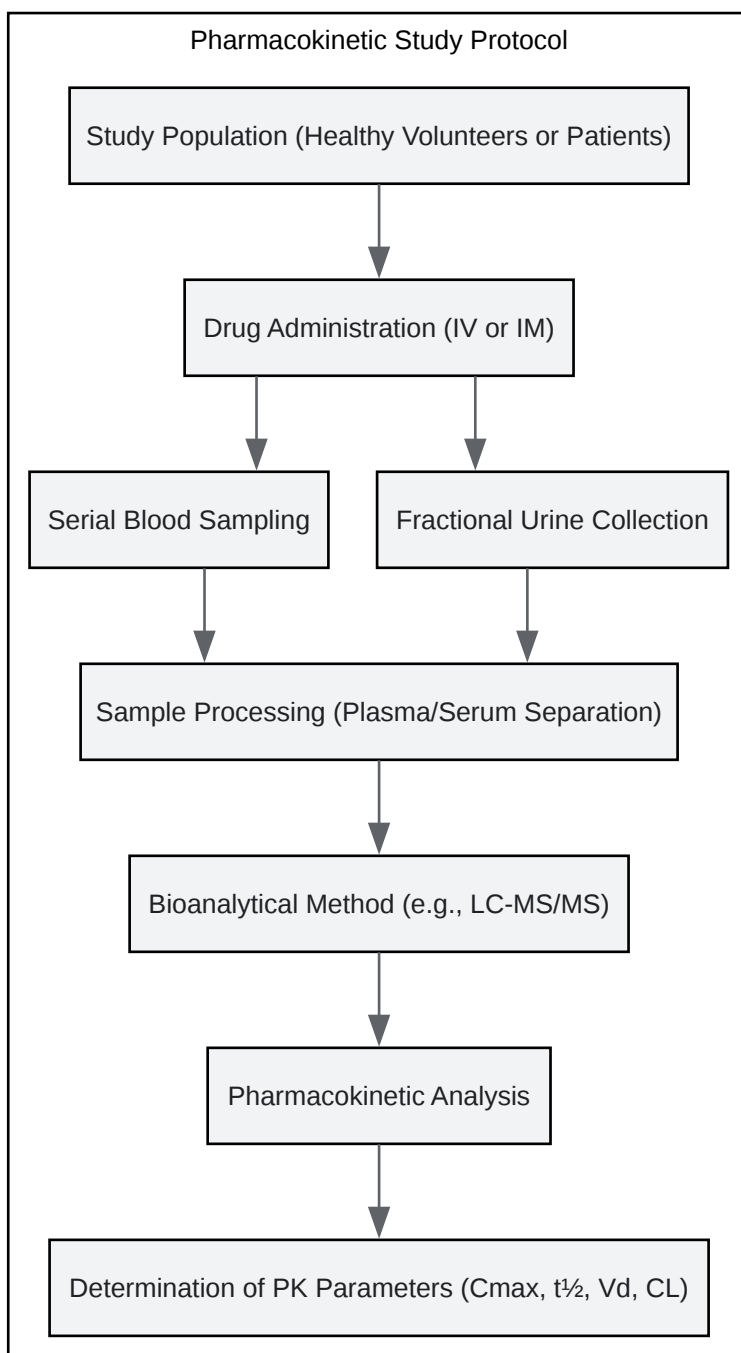 Pharmacokinetic Study Protocol
Study Population (Healthy Volunteers or Patients)
Drug Administration (IV or IM)
Serial Blood Sampling
Fractional Urine Collection
Sample Processing (Plasma/Serum Separation)
Bioanalytical Method (e.g., LC-MS/MS)
Pharmacokinetic Analysis
Determination of PK Parameters (Cmax, t½, Vd, CL)